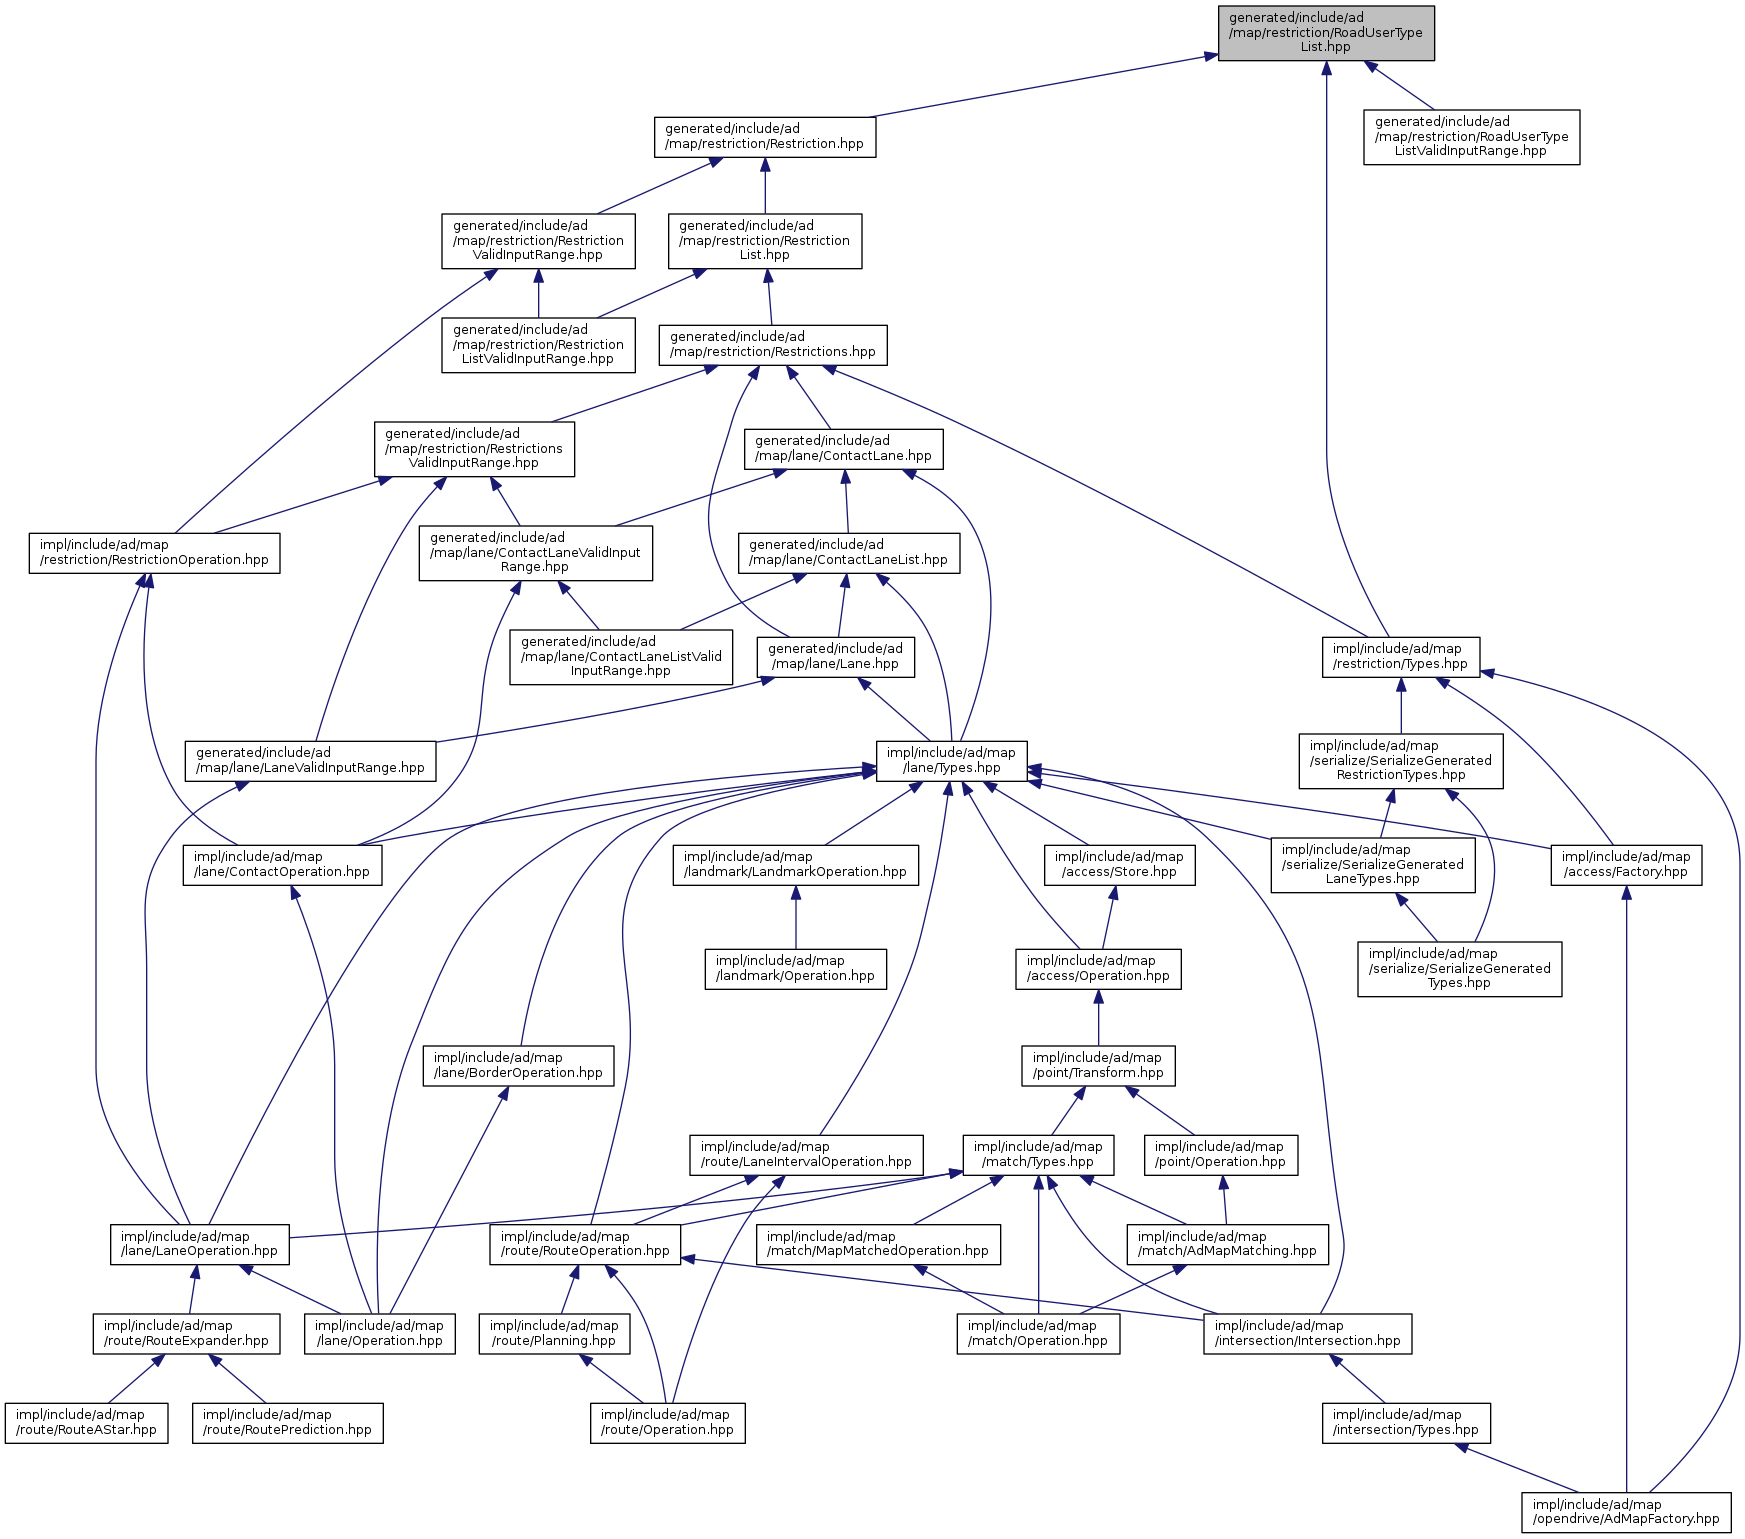 generated/include/ad
/map/restriction/RoadUserType
List.hpp
generated/include/ad
/map/restriction/Restriction.hpp
generated/include/ad
/map/restriction/RoadUserType
ListValidInputRange.hpp
generated/include/ad
/map/restriction/Restriction
ValidInputRange.hpp
generated/include/ad
/map/restriction/Restriction
List.hpp
generated/include/ad
/map/restriction/Restriction
ListValidInputRange.hpp
generated/include/ad
/map/restriction/Restrictions.hpp
generated/include/ad
/map/restriction/Restrictions
ValidInputRange.hpp
generated/include/ad
/map/lane/ContactLane.hpp
impl/include/ad/map
/restriction/RestrictionOperation.hpp
generated/include/ad
/map/lane/ContactLaneValidInput
Range.hpp
generated/include/ad
/map/lane/ContactLaneList.hpp
generated/include/ad
/map/lane/ContactLaneListValid
InputRange.hpp
generated/include/ad
/map/lane/Lane.hpp
impl/include/ad/map
/restriction/Types.hpp
generated/include/ad
/map/lane/LaneValidInputRange.hpp
impl/include/ad/map
/lane/Types.hpp
impl/include/ad/map
/serialize/SerializeGenerated
RestrictionTypes.hpp
impl/include/ad/map
/lane/ContactOperation.hpp
impl/include/ad/map
/landmark/LandmarkOperation.hpp
impl/include/ad/map
/access/Store.hpp
impl/include/ad/map
/serialize/SerializeGenerated
LaneTypes.hpp
impl/include/ad/map
/access/Factory.hpp
impl/include/ad/map
/landmark/Operation.hpp
impl/include/ad/map
/access/Operation.hpp
impl/include/ad/map
/serialize/SerializeGenerated
Types.hpp
impl/include/ad/map
/lane/BorderOperation.hpp
impl/include/ad/map
/point/Transform.hpp
impl/include/ad/map
/route/LaneIntervalOperation.hpp
impl/include/ad/map
/match/Types.hpp
impl/include/ad/map
/point/Operation.hpp
impl/include/ad/map
/lane/LaneOperation.hpp
impl/include/ad/map
/route/RouteOperation.hpp
impl/include/ad/map
/match/MapMatchedOperation.hpp
impl/include/ad/map
/match/AdMapMatching.hpp
impl/include/ad/map
/route/RouteExpander.hpp
impl/include/ad/map
/lane/Operation.hpp
impl/include/ad/map
/route/Planning.hpp
impl/include/ad/map
/match/Operation.hpp
impl/include/ad/map
/intersection/Intersection.hpp
impl/include/ad/map
/route/RouteAStar.hpp
impl/include/ad/map
/route/RoutePrediction.hpp
impl/include/ad/map
/route/Operation.hpp
impl/include/ad/map
/intersection/Types.hpp
impl/include/ad/map
/opendrive/AdMapFactory.hpp